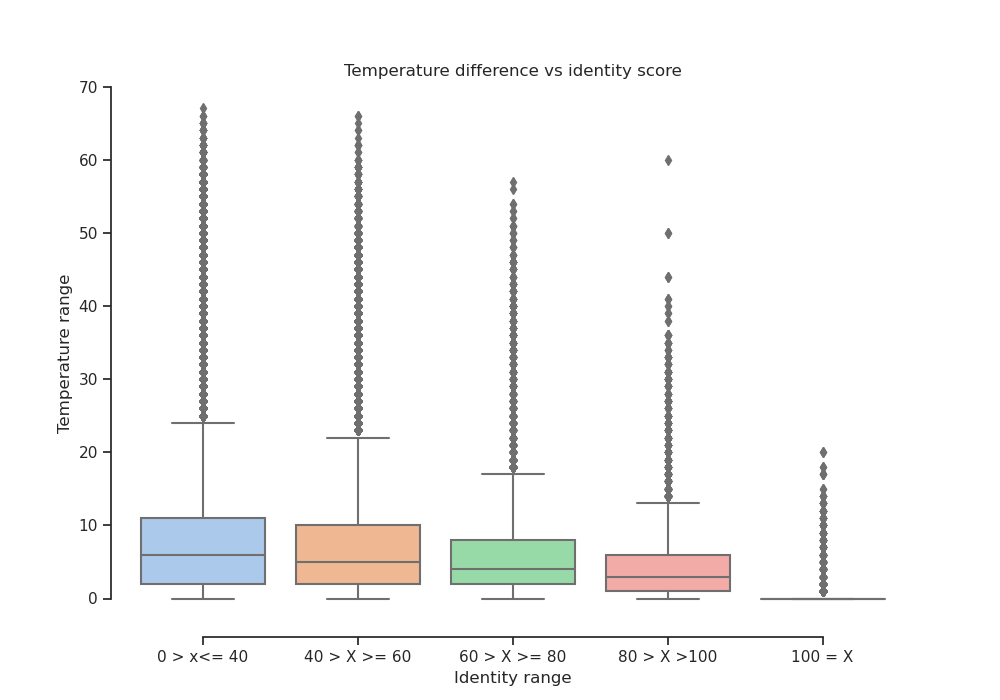 Temperature difference vs identity score
70
60
50
40
30
20
10
0
Temperature range
0 > x<= 40
40 > X >= 60
60 > X >= 80
80 > X >100
100 = X
Identity range